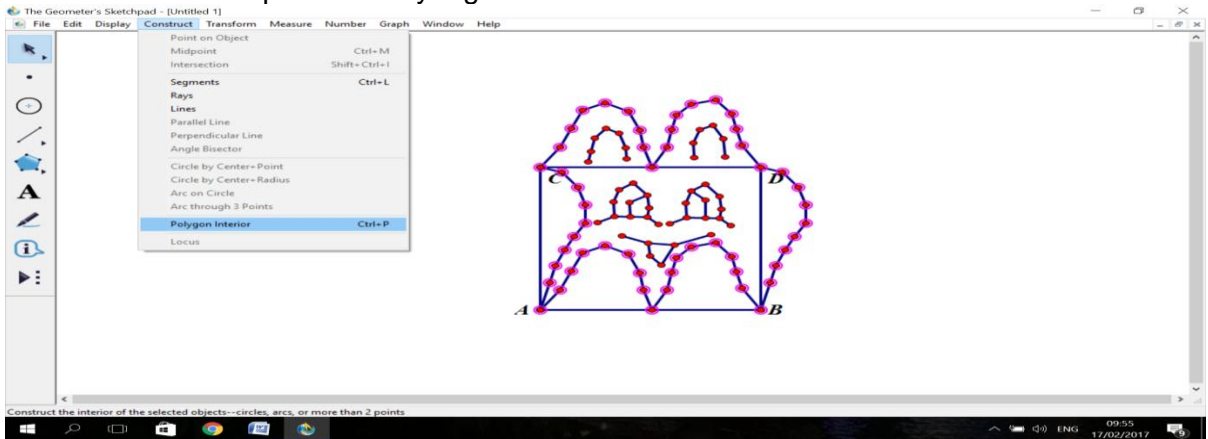 The Geometer's Sketchpad - [Untitled 1]
File Edit Display Construct Transform Measure Number Graph Window Help
Point on Object
Midpoint Ctrl+M
Intersection Shift+Ctrl+I
Segments Ctrl+L
Rays
Lines
Parallel Line
Perpendicular Line
Angle Bisector
Circle by Center+Point
Circle by Center+Radius
Arc on Circle
Arc through 3 Points
Polygon Interior Ctrl+P
Locus
A
C D
A B
Construct the interior of the selected objects--circles, arcs, or more than 2 points
ENG 09:55
17/02/2017
9